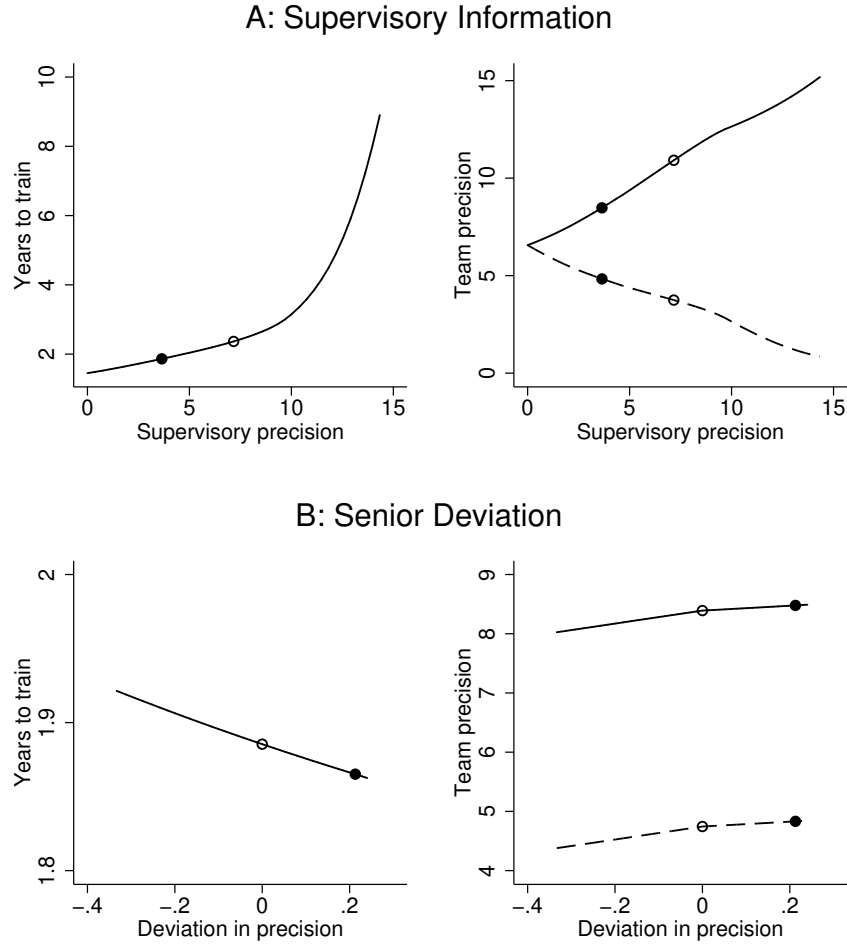 A: Supervisory Information
Years to train
10
8
6
4
2
0 5 10 15
Supervisory precision
Team precision
15
10
5
0
0 5 10 15
Supervisory precision
B: Senior Deviation
Years to train
2
1.9
1.8
−.4 −.2 0 .2
Deviation in precision
Team precision
9
8
7
6
5
4
−.4 −.2 0 .2
Deviation in precision